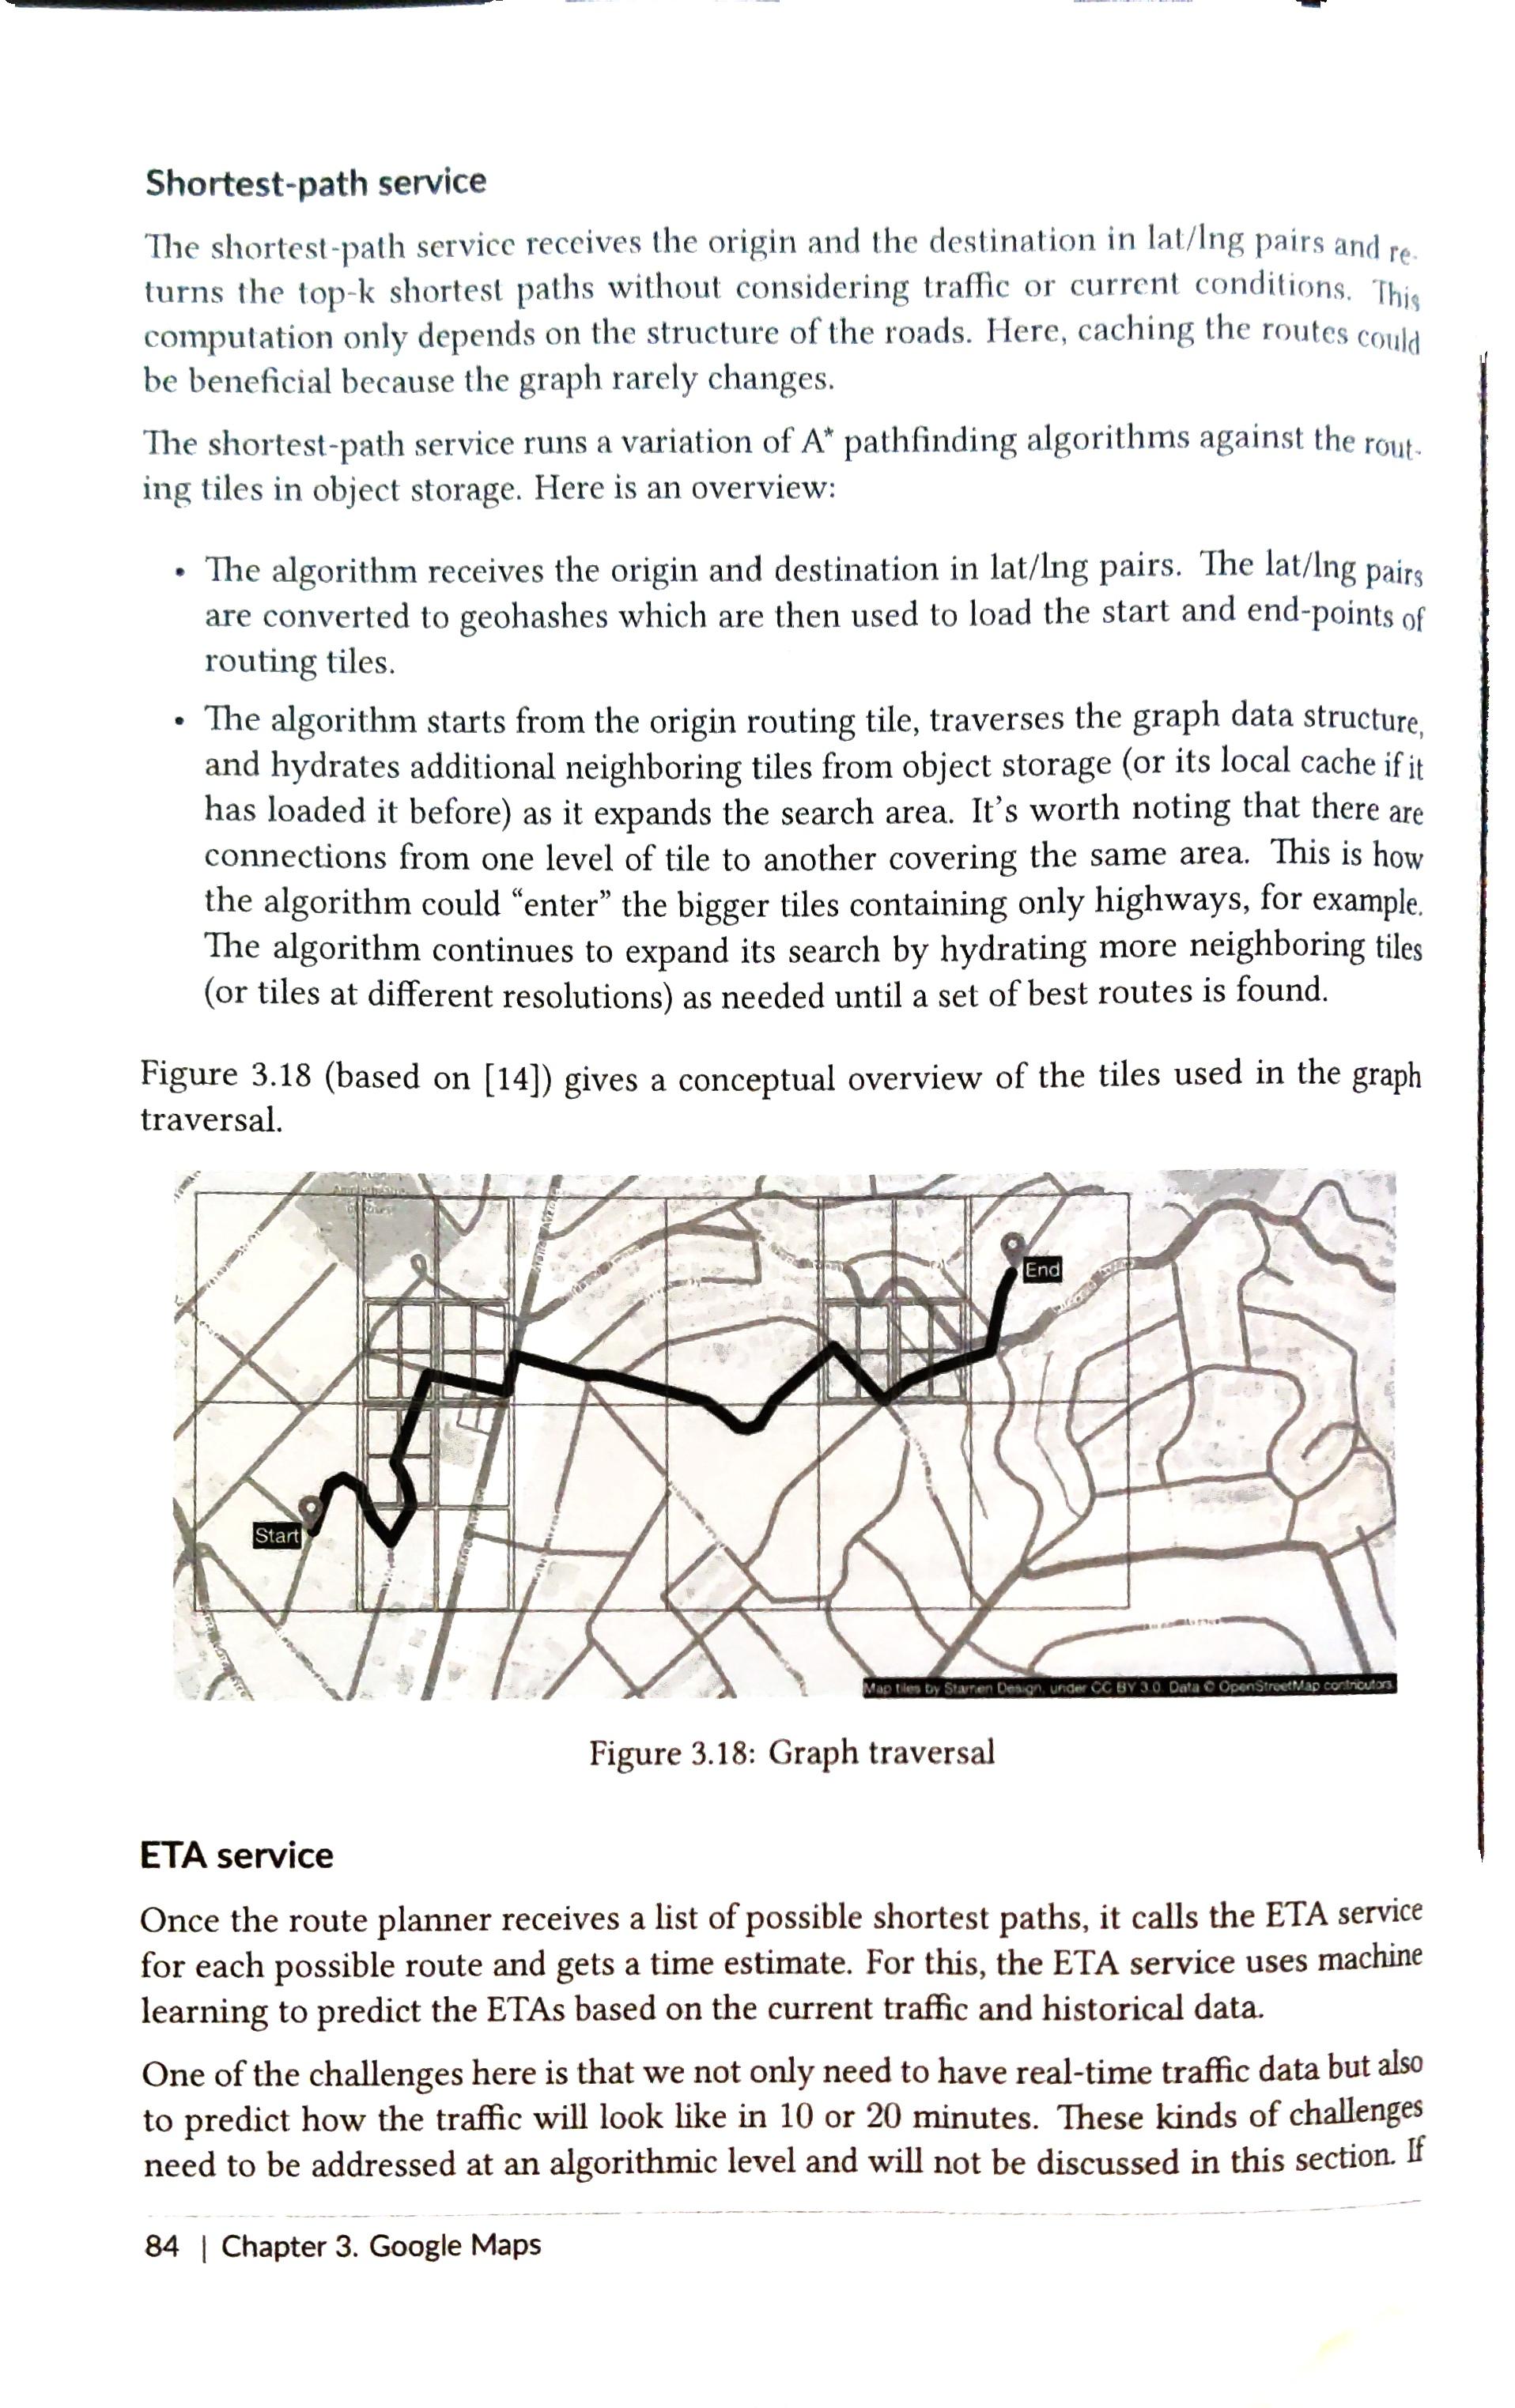 Shortest-path service
The shortest-path service receives the origin and the destination in lat/lng pairs and re-
turns the top-k shortest paths without considering traffic or current conditions. This
computation only depends on the structure of the roads. Here, caching the routes could
be beneficial because the graph rarely changes.
The shortest-path service runs a variation of A* pathfinding algorithms against the rout-
ing tiles in object storage. Here is an overview:
• The algorithm receives the origin and destination in lat/lng pairs. The lat/lng pairs
are converted to geohashes which are then used to load the start and end-points of
routing tiles.
• The algorithm starts from the origin routing tile, traverses the graph data structure,
and hydrates additional neighboring tiles from object storage (or its local cache if it
has loaded it before) as it expands the search area. It's worth noting that there are
connections from one level of tile to another covering the same area. This is how
the algorithm could “enter” the bigger tiles containing only highways, for example.
The algorithm continues to expand its search by hydrating more neighboring tiles
(or tiles at different resolutions) as needed until a set of best routes is found.
Figure 3.18 (based on [14]) gives a conceptual overview of the tiles used in the graph
traversal.
End
Start
Map tiles by Stamen Design, under CC BY 3.0. Data © OpenStreetMap contributors.
Figure 3.18: Graph traversal
ETA service
Once the route planner receives a list of possible shortest paths, it calls the ETA service
for each possible route and gets a time estimate. For this, the ETA service uses machine
learning to predict the ETAs based on the current traffic and historical data.
One of the challenges here is that we not only need to have real-time traffic data but also
to predict how the traffic will look like in 10 or 20 minutes. These kinds of challenges
need to be addressed at an algorithmic level and will not be discussed in this section. If
84 | Chapter 3. Google Maps